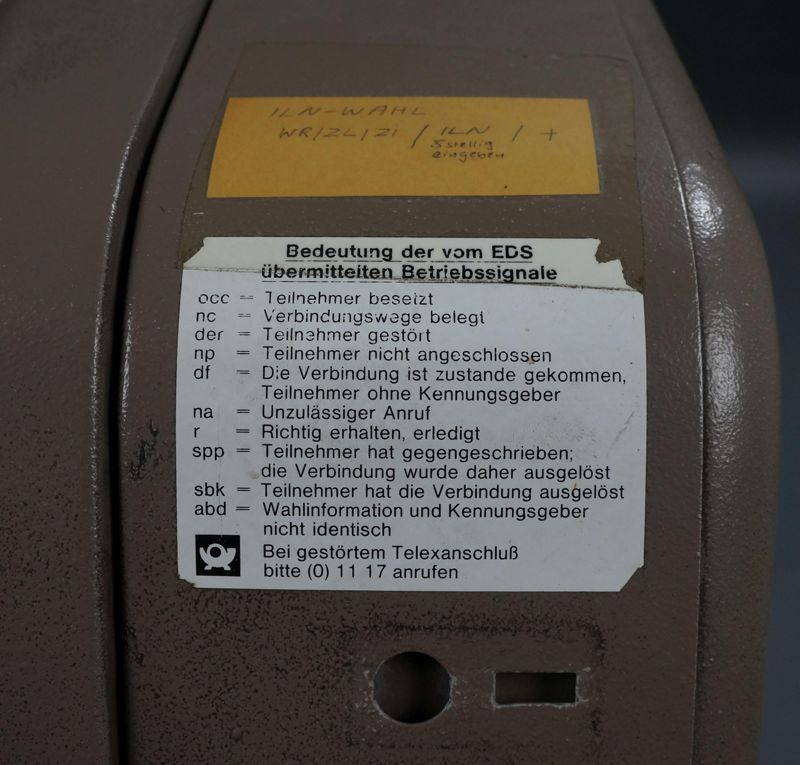 ILN-WAHL
WR/ZL/ZI / ILN / +
5stellig
eingeben
Bedeutung der vom EDS
übermittelten Betriebssignale
occ = Teilnehmer besetzt
nc = Verbindungswege belegt
der = Teilnehmer gestört
np = Teilnehmer nicht angeschlossen
df = Die Verbindung ist zustande gekommen,
Teilnehmer ohne Kennungsgeber
na = Unzulässiger Anruf
r = Richtig erhalten, erledigt
spp = Teilnehmer hat gegengeschrieben;
die Verbindung wurde daher ausgelöst
sbk = Teilnehmer hat die Verbindung ausgelöst
abd = Wahlinformation und Kennungsgeber
nicht identisch
Bei gestörtem Telexanschluß
bitte (0) 11 17 anrufen